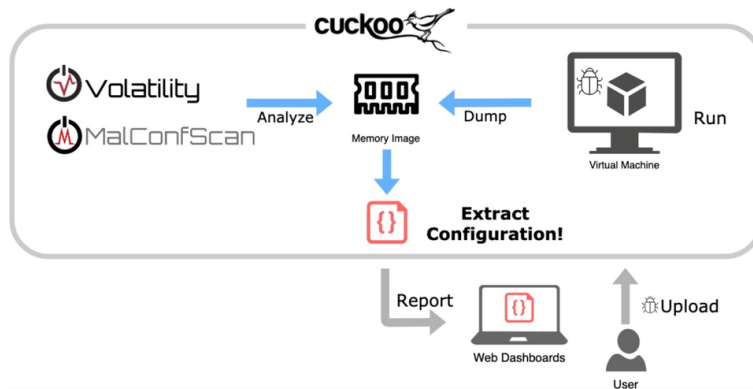 cuckoo
Volatility
MalConfScan
Analyze
Memory Image
Dump
Run
Virtual Machine
{}
Extract
Configuration!
Report
{}
Web Dashboards
Upload
User